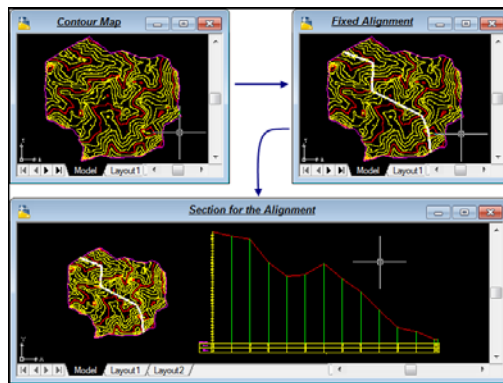 Contour Map
Model Layout1
Fixed Alignment
Model Layout1
Section for the Alignment
Model Layout1 Layout2